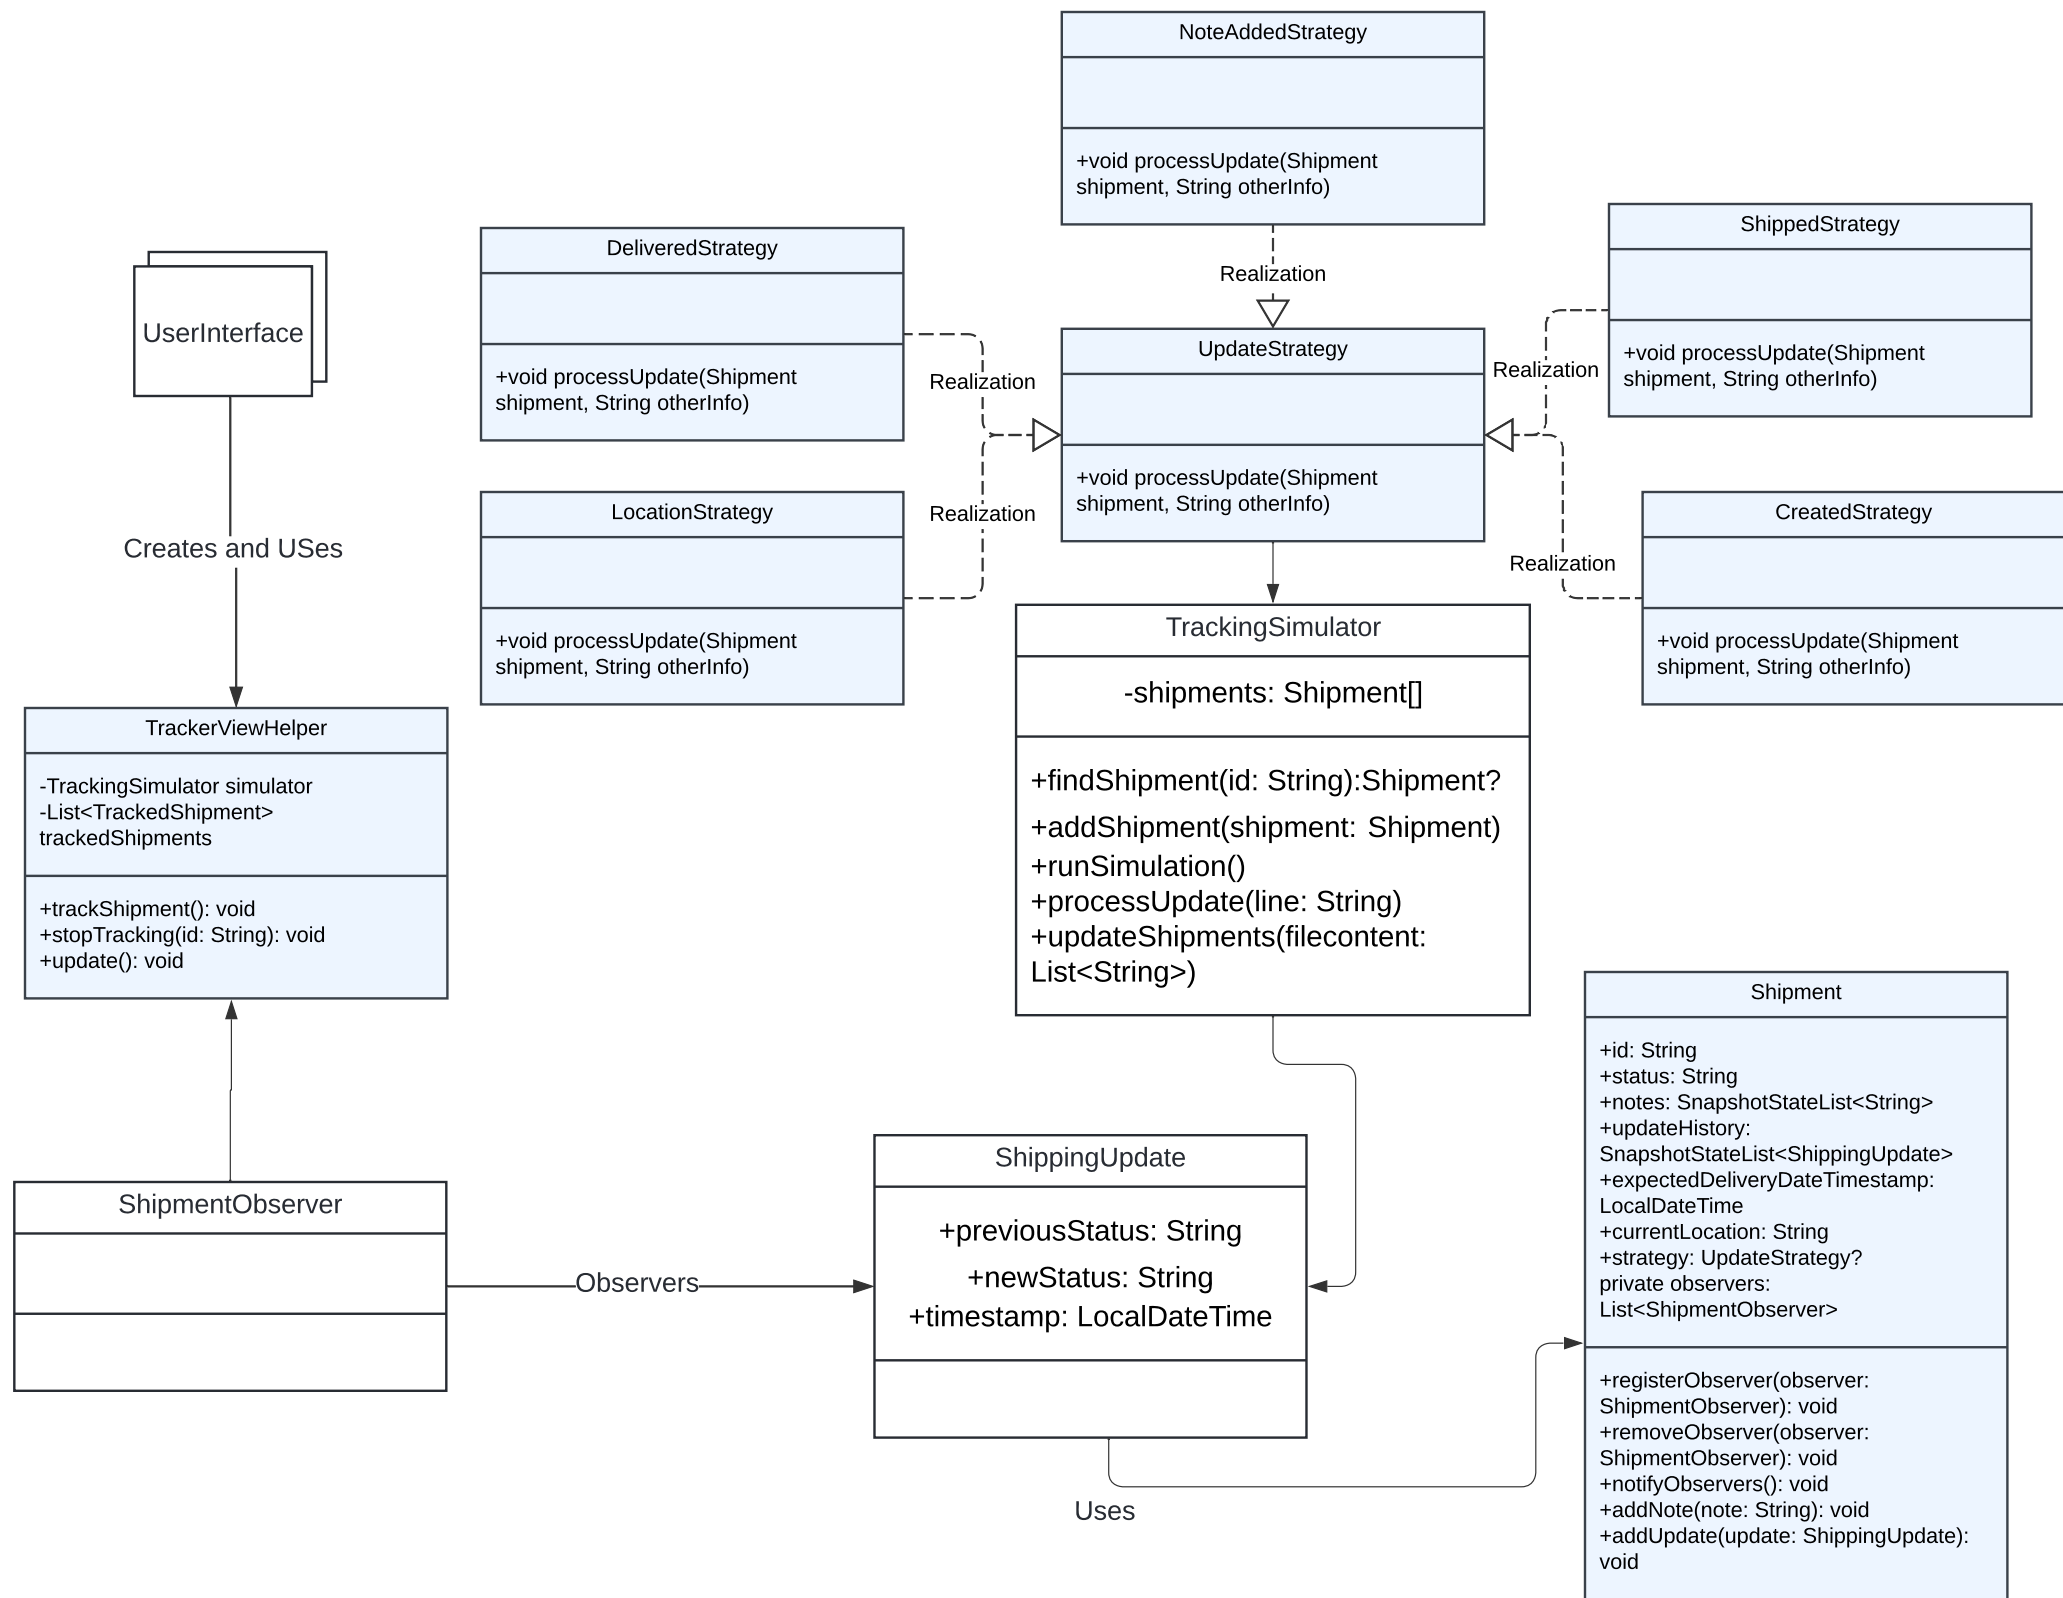 NoteAddedStrategy
+void processUpdate(Shipment
shipment, String otherInfo)
Realization
DeliveredStrategy
+void processUpdate(Shipment
shipment, String otherInfo)
Realization
ShippedStrategy
+void processUpdate(Shipment
shipment, String otherInfo)
Realization
UserInterface
Creates and USes
UpdateStrategy
+void processUpdate(Shipment
shipment, String otherInfo)
LocationStrategy
+void processUpdate(Shipment
shipment, String otherInfo)
Realization
CreatedStrategy
+void processUpdate(Shipment
shipment, String otherInfo)
Realization
TrackingSimulator
-shipments: Shipment[]
+findShipment(id: String):Shipment?
+addShipment(shipment: Shipment)
+runSimulation()
+processUpdate(line: String)
+updateShipments(filecontent:
List<String>)
TrackerViewHelper
-TrackingSimulator simulator
-List<TrackedShipment>
trackedShipments
+trackShipment(): void
+stopTracking(id: String): void
+update(): void
ShipmentObserver
Observers
ShippingUpdate
+previousStatus: String
+newStatus: String
+timestamp: LocalDateTime
Uses
Shipment
+id: String
+status: String
+notes: SnapshotStateList<String>
+updateHistory:
SnapshotStateList<ShippingUpdate>
+expectedDeliveryDateTimestamp:
LocalDateTime
+currentLocation: String
+strategy: UpdateStrategy?
private observers:
List<ShipmentObserver>
+registerObserver(observer:
ShipmentObserver): void
+removeObserver(observer:
ShipmentObserver): void
+notifyObservers(): void
+addNote(note: String): void
+addUpdate(update: ShippingUpdate):
void